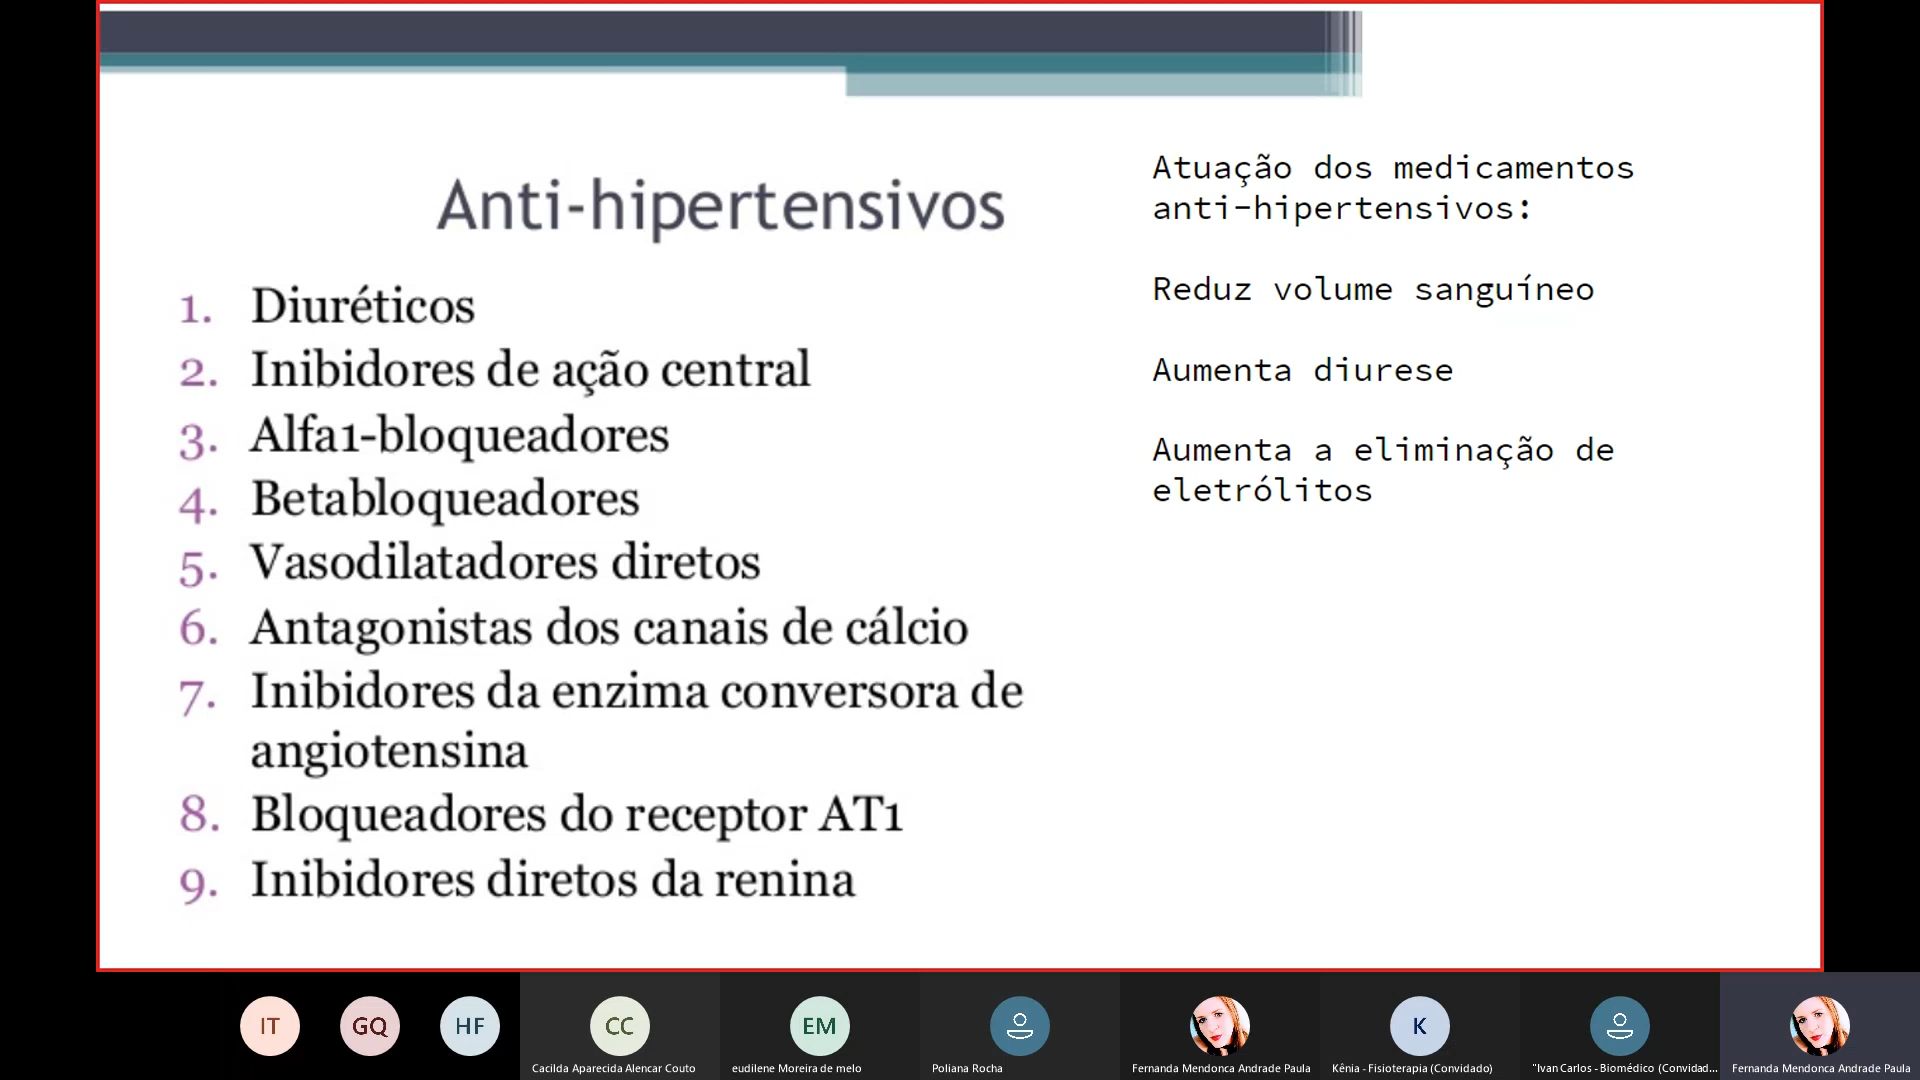 Anti-hipertensivos
1. Diuréticos
2. Inibidores de ação central
3. Alfa1-bloqueadores
4. Betabloqueadores
5. Vasodilatadores diretos
6. Antagonistas dos canais de cálcio
7. Inibidores da enzima conversora de
angiotensina
8. Bloqueadores do receptor AT1
9. Inibidores diretos da renina
Atuação dos medicamentos
anti-hipertensivos:
Reduz volume sanguíneo
Aumenta diurese
Aumenta a eliminação de
eletrólitos
IT
GQ
HF
CC
EM
K
Cacilda Aparecida Alencar Couto
eudilene Moreira de melo
Poliana Rocha
Fernanda Mendonca Andrade Paula
Kênia - Fisioterapia (Convidado)
"Ivan Carlos - Biomédico (Convidad...
Fernanda Mendonca Andrade Paula